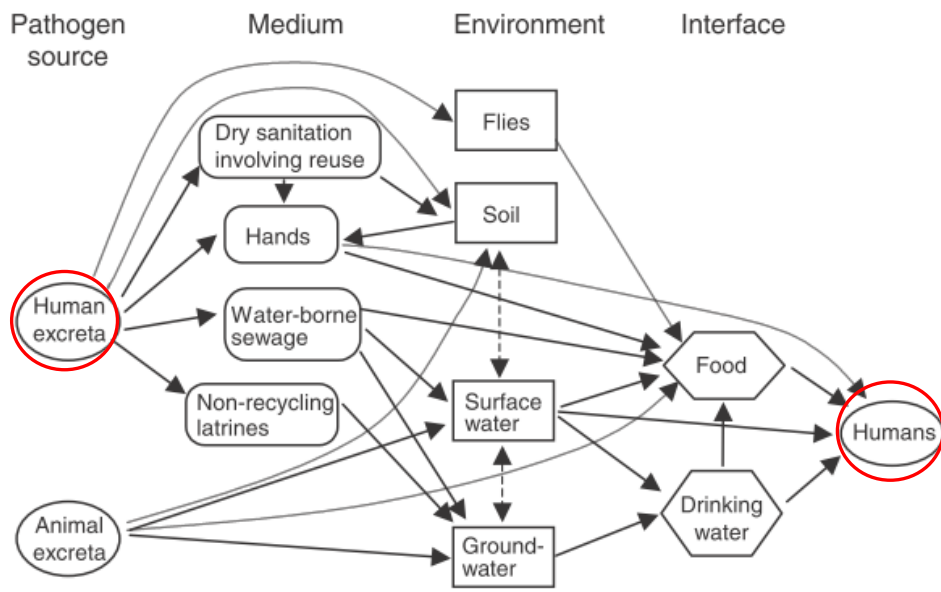 Pathogen
source
Medium
Environment
Interface
Flies
Dry sanitation
involving reuse
Soil
Hands
Human
excreta
Water-borne
sewage
Food
Non-recycling
latrines
Surface
water
Humans
Animal
excreta
Drinking
water
Ground-
water